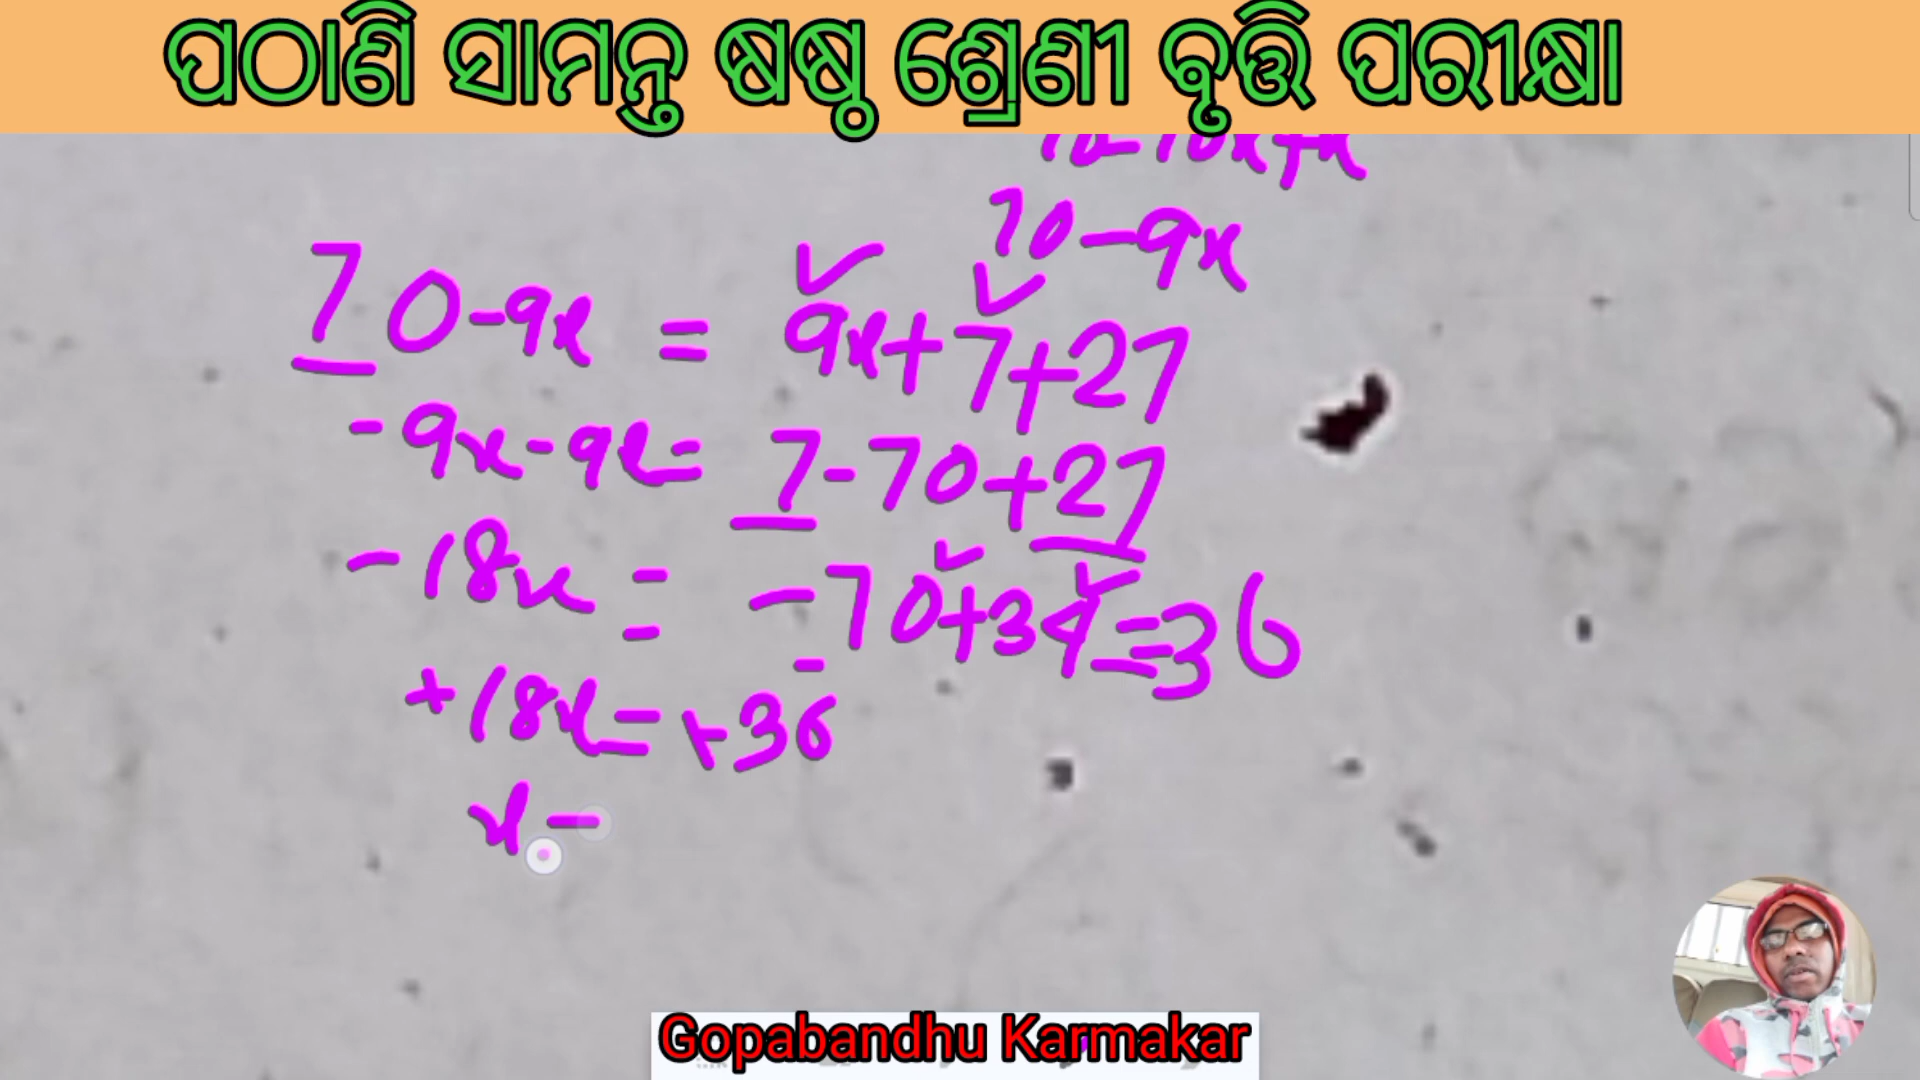 ପଠାଣି ସାମନ୍ତ ଷଷ୍ଠ ଶ୍ରେଣୀ ବୃତ୍ତି ପରୀକ୍ଷା
70-9x
70-9x = 9x+7+27
-9x-9x= 7-70+27
-18x = -70+34=36
+18x=+36
x=
Gopabandhu Karmakar